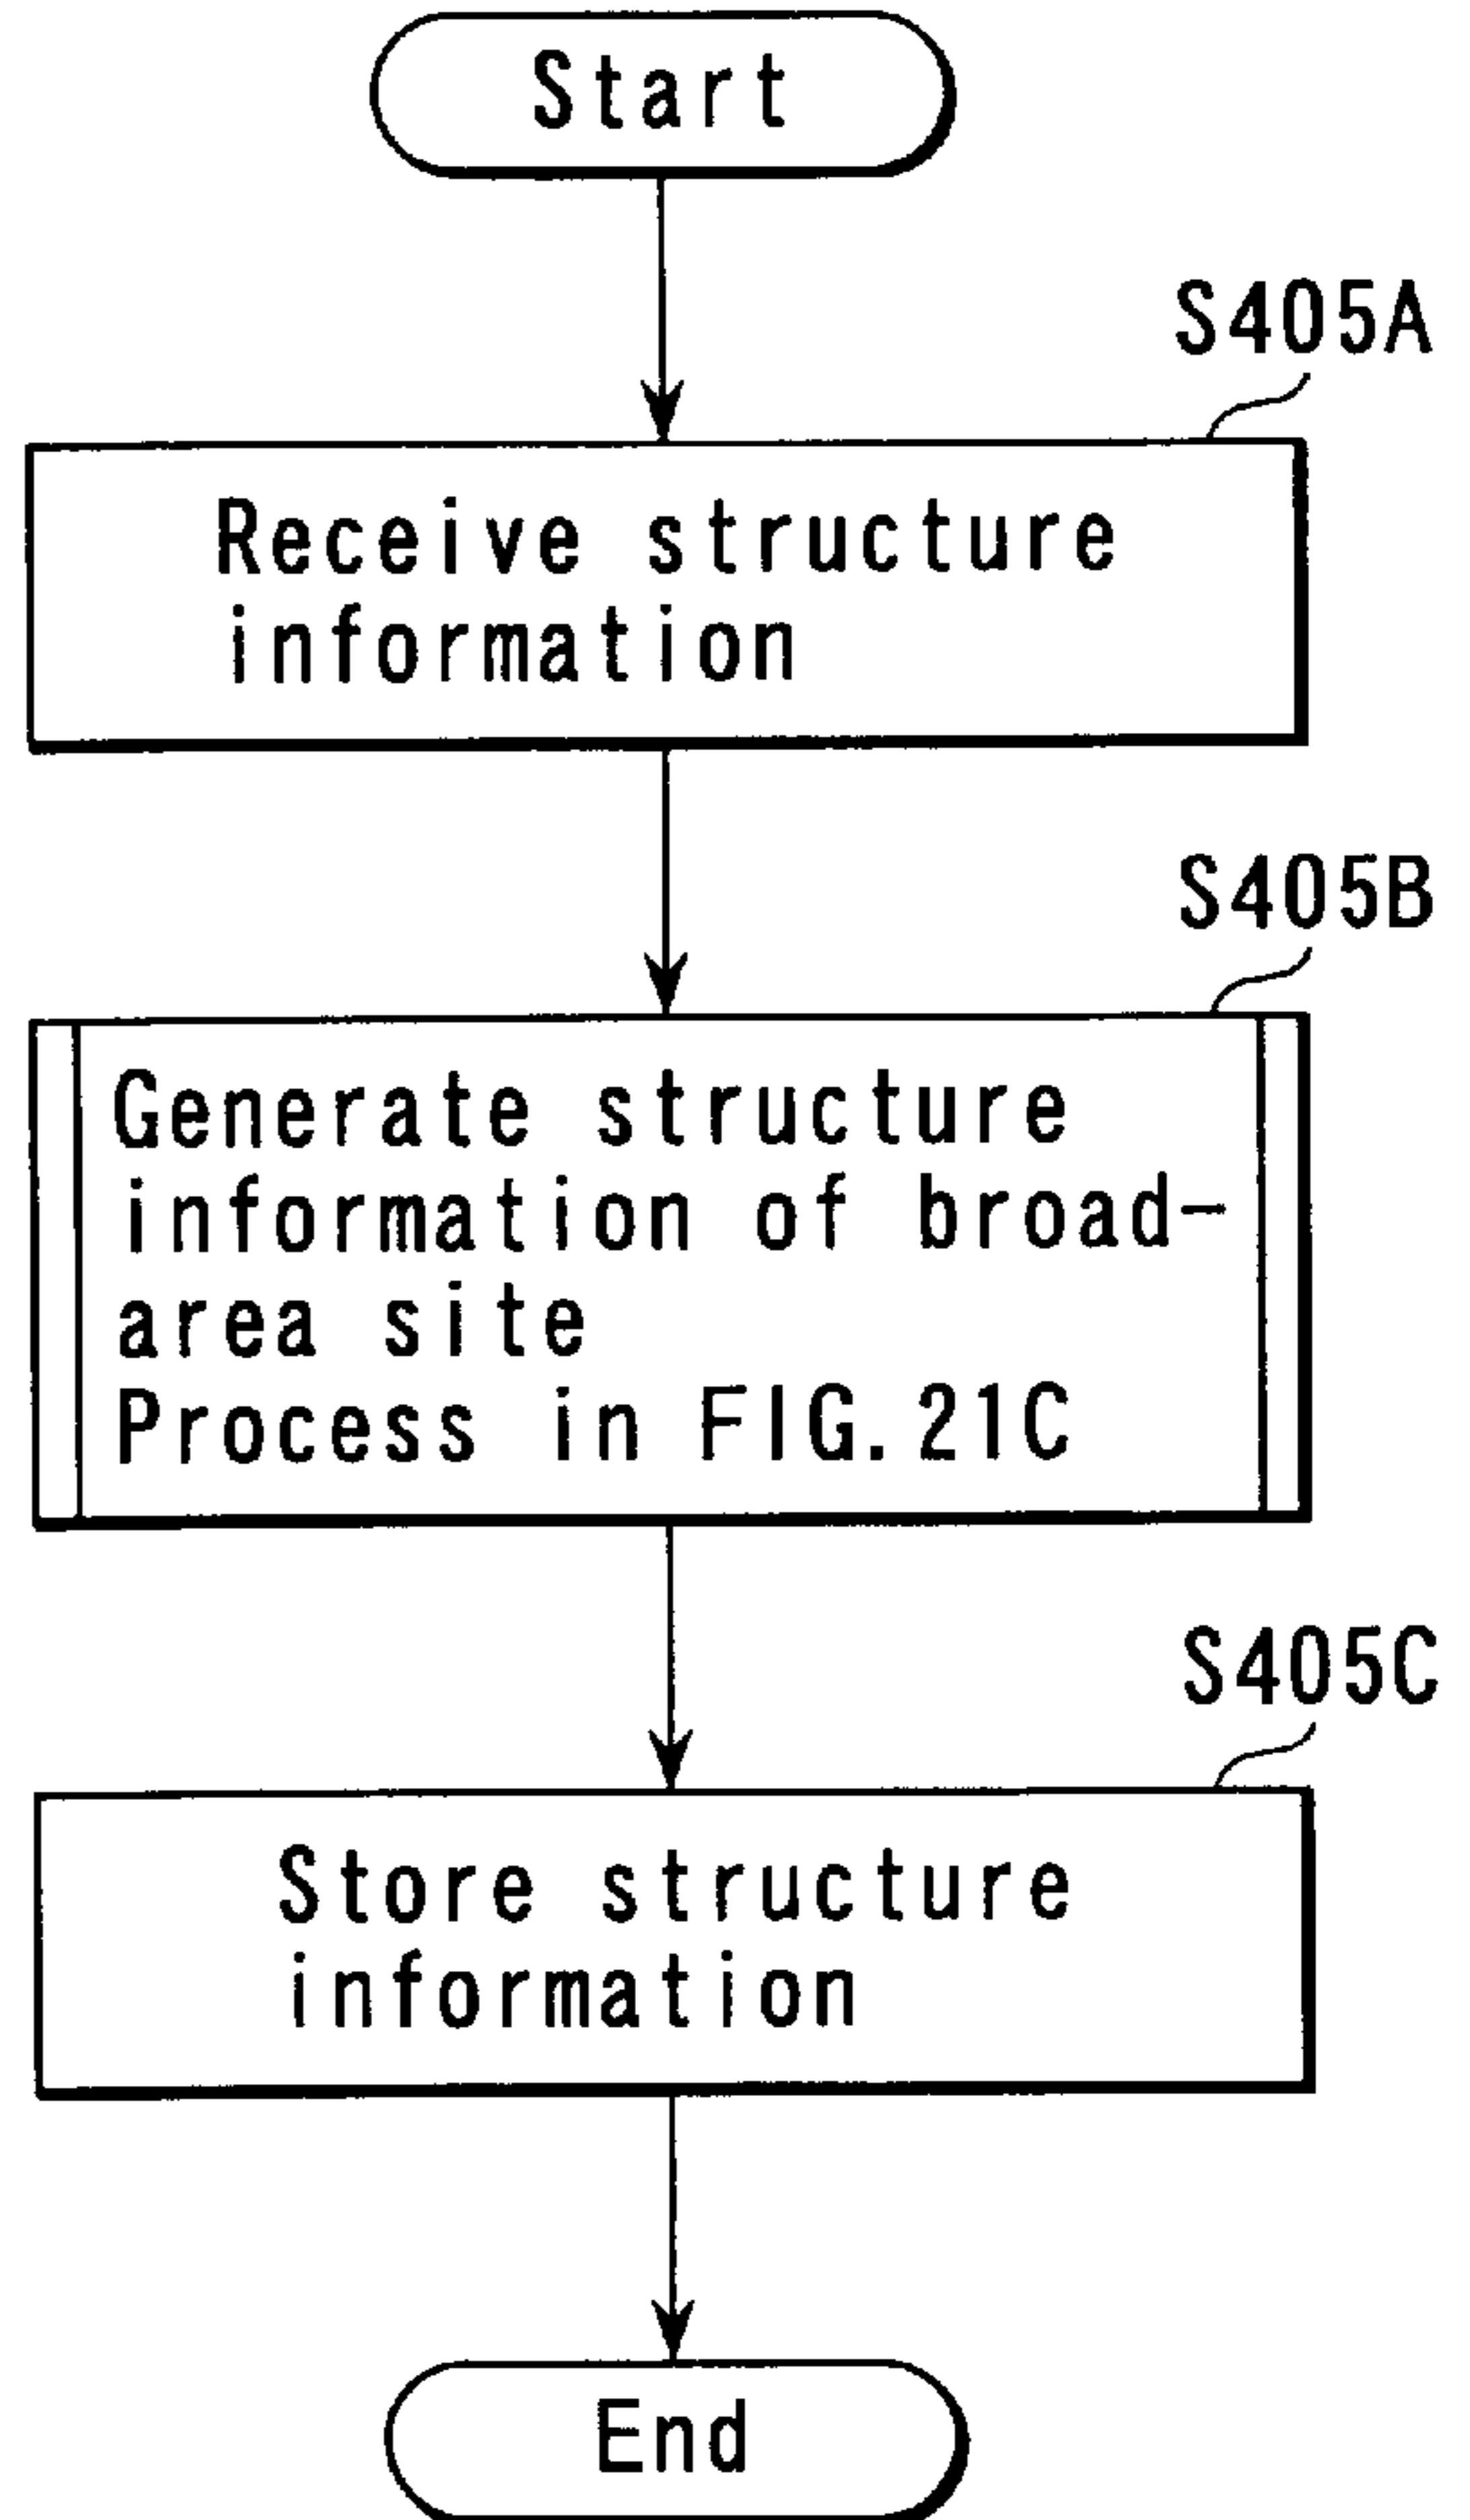 Start
S405A
Receive structure
information
S405B
Generate structure
information of broad-
area site
Process in FIG. 21C
S405C
Store structure
information
End